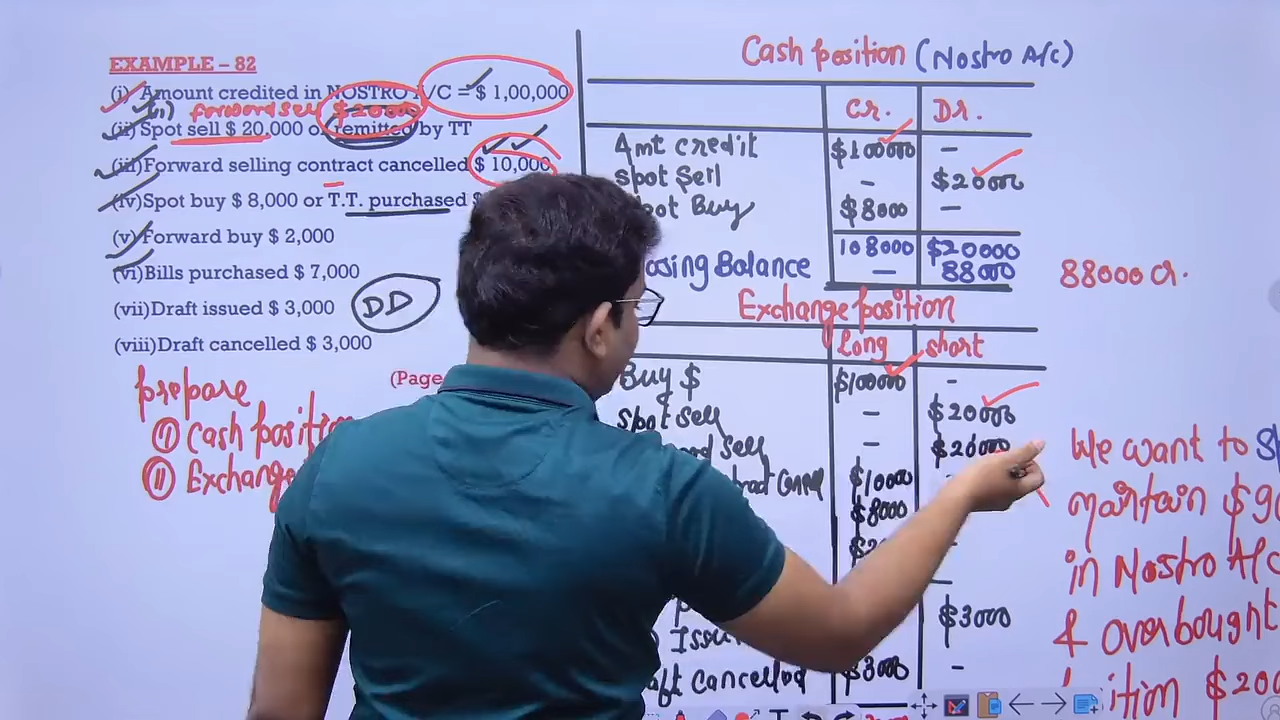 EXAMPLE – 82
(i) Amount credited in NOSTRO A/C = $ 1,00,000
(ii) forward sell $20000
(ii) Spot sell $ 20,000 or remitted by TT
(iii) Forward selling contract cancelled $ 10,000
(iv) Spot buy $ 8,000 or T.T. purchased $
(v) Forward buy $ 2,000
(vi) Bills purchased $ 7,000
(vii) Draft issued $ 3,000
DD
(viii) Draft cancelled $ 3,000
(Page
prepare
(I) Cash position
(II) Exchange
Cash position (Nostro A/c)
Cr. Dr.
Amt credit $100000 –
Spot Sell – $20000
Buy $8000 –
108000 $20000
Closing Balance – 88000
88000 Cr.
Exchange position
long short
Buy $ $100000 –
Spot Sell – $20000
Sell – $20000
$10000
$8000
$3000
Cancelled $3000 –
We want to
maintain $
in Nostro A/c
& overbought
$200